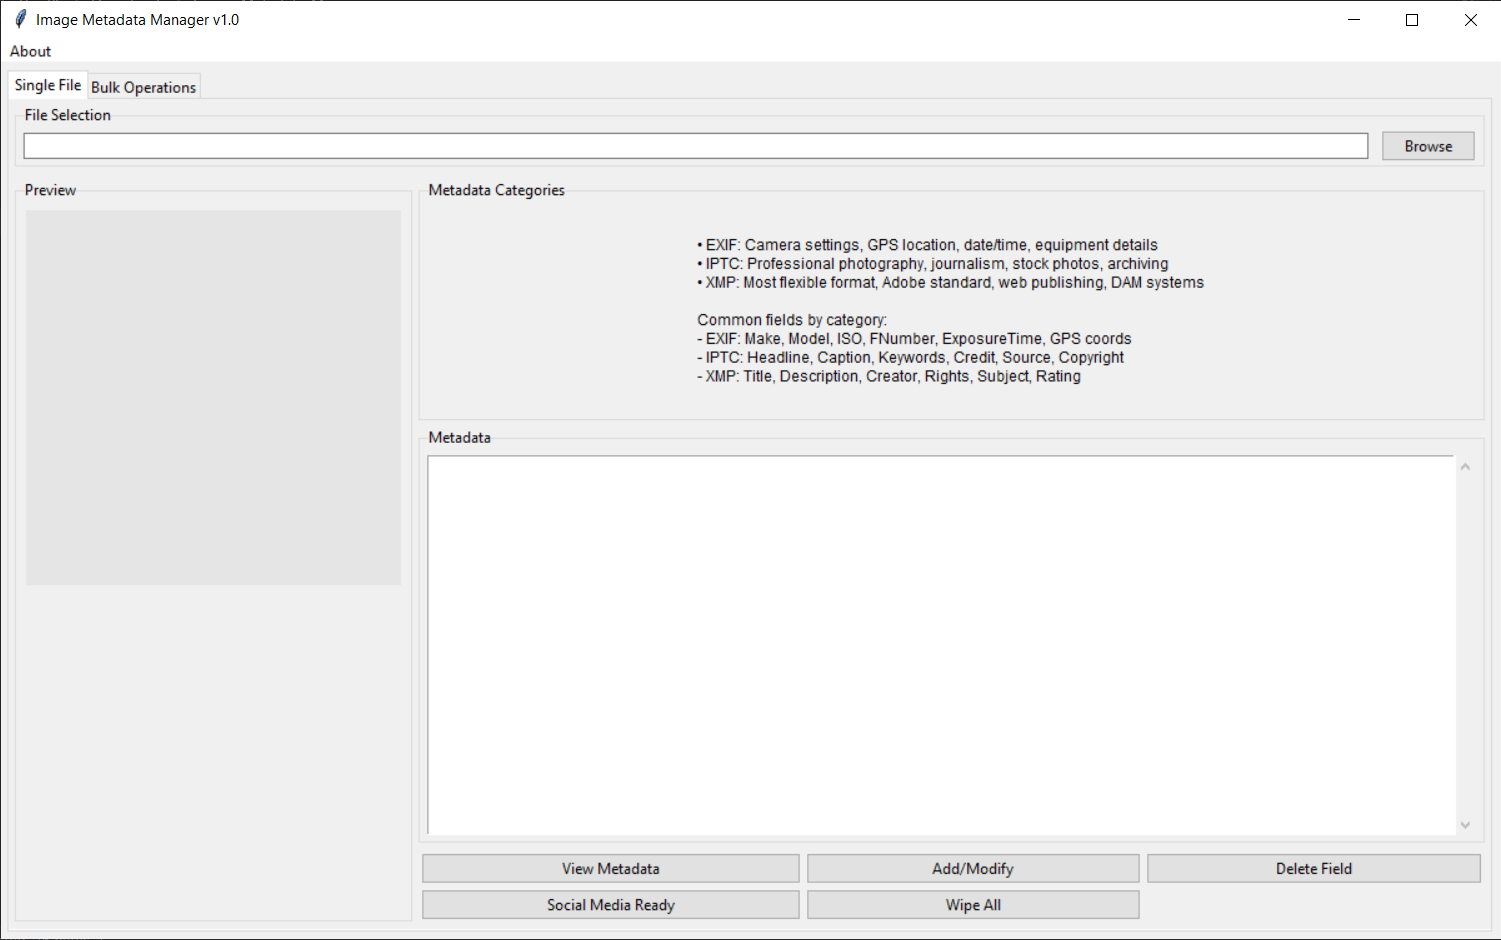 Image Metadata Manager v1.0
About
Single File
Bulk Operations
File Selection
Browse
Preview
Metadata Categories
• EXIF: Camera settings, GPS location, date/time, equipment details
• IPTC: Professional photography, journalism, stock photos, archiving
• XMP: Most flexible format, Adobe standard, web publishing, DAM systems
Common fields by category:
- EXIF: Make, Model, ISO, FNumber, ExposureTime, GPS coords
- IPTC: Headline, Caption, Keywords, Credit, Source, Copyright
- XMP: Title, Description, Creator, Rights, Subject, Rating
Metadata
View Metadata
Add/Modify
Delete Field
Social Media Ready
Wipe All